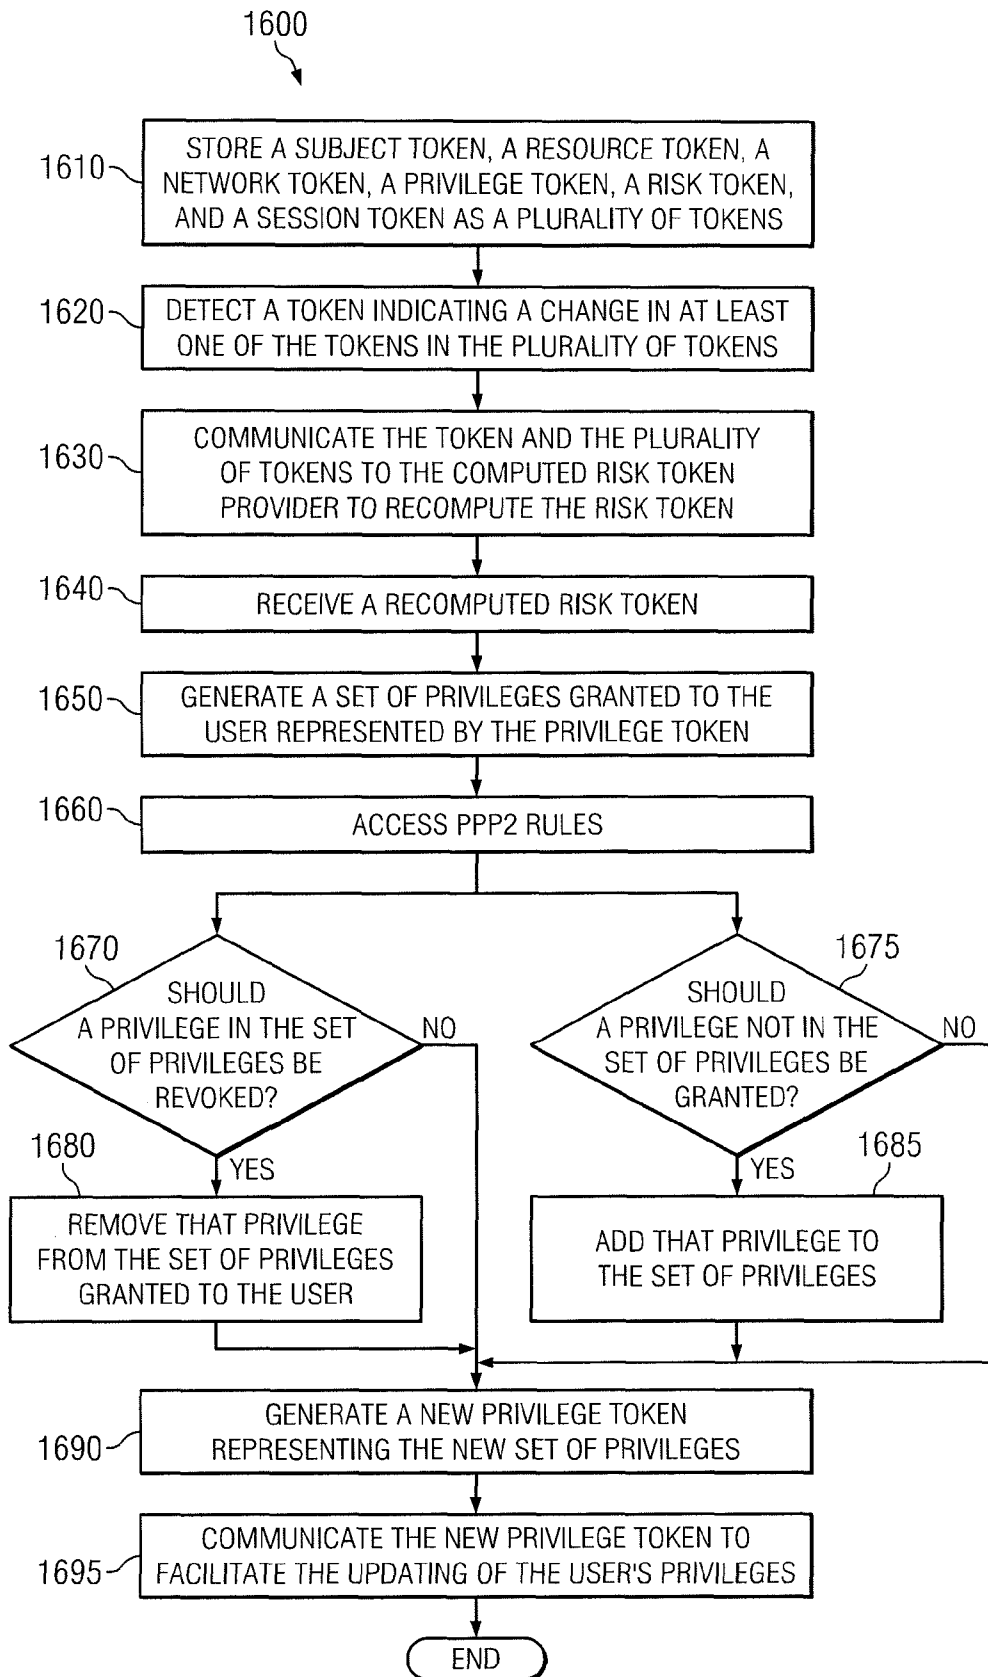 1600
1610
STORE A SUBJECT TOKEN, A RESOURCE TOKEN, A
NETWORK TOKEN, A PRIVILEGE TOKEN, A RISK TOKEN,
AND A SESSION TOKEN AS A PLURALITY OF TOKENS
1620
DETECT A TOKEN INDICATING A CHANGE IN AT LEAST
ONE OF THE TOKENS IN THE PLURALITY OF TOKENS
1630
COMMUNICATE THE TOKEN AND THE PLURALITY
OF TOKENS TO THE COMPUTED RISK TOKEN
PROVIDER TO RECOMPUTE THE RISK TOKEN
1640
RECEIVE A RECOMPUTED RISK TOKEN
1650
GENERATE A SET OF PRIVILEGES GRANTED TO THE
USER REPRESENTED BY THE PRIVILEGE TOKEN
1660
ACCESS PPP2 RULES
1670
SHOULD
A PRIVILEGE IN THE SET
OF PRIVILEGES BE
REVOKED?
NO
YES
1675
SHOULD
A PRIVILEGE NOT IN THE
SET OF PRIVILEGES BE
GRANTED?
NO
YES
1680
REMOVE THAT PRIVILEGE
FROM THE SET OF PRIVILEGES
GRANTED TO THE USER
1685
ADD THAT PRIVILEGE TO
THE SET OF PRIVILEGES
1690
GENERATE A NEW PRIVILEGE TOKEN
REPRESENTING THE NEW SET OF PRIVILEGES
1695
COMMUNICATE THE NEW PRIVILEGE TOKEN TO
FACILITATE THE UPDATING OF THE USER'S PRIVILEGES
END